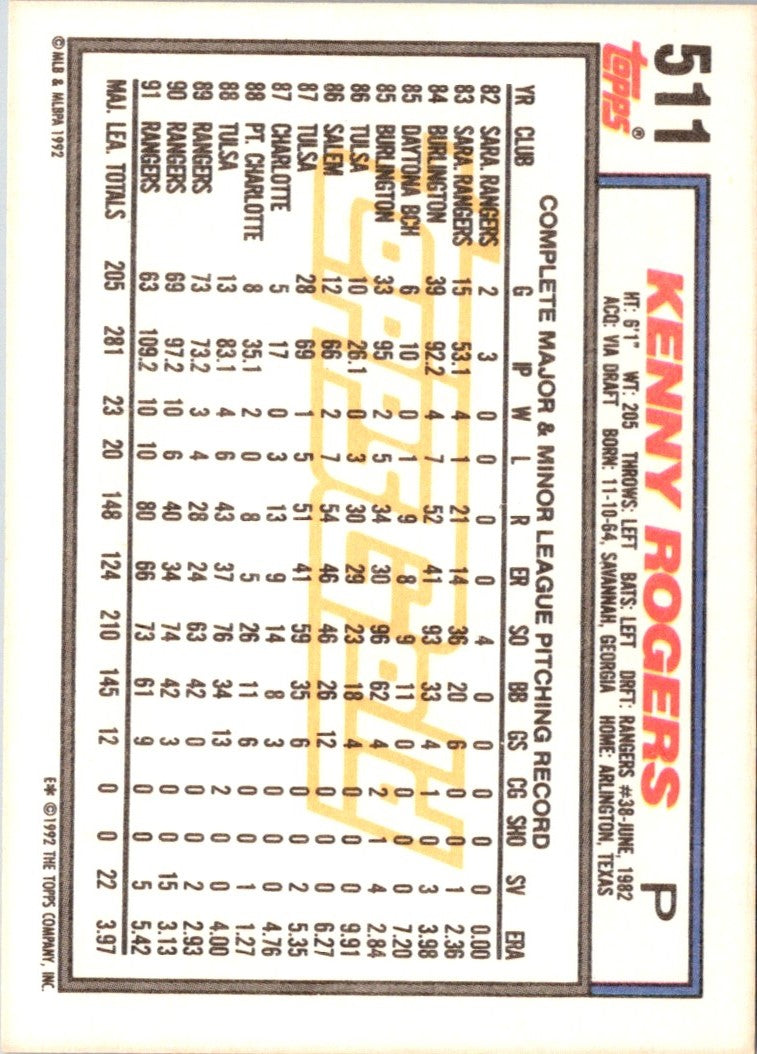 511
topps®
KENNY ROGERS P
HT: 6'1" WT: 205 THROWS: LEFT BATS: LEFT DRFT: RANGERS #38-JUNE, 1982
ACQ: VIA DRAFT BORN: 11-10-64, SAVANNAH, GEORGIA HOME: ARLINGTON, TEXAS
COMPLETE MAJOR & MINOR LEAGUE PITCHING RECORD
YR CLUB G IP W L R ER SO BB GS CG SHO SV ERA
82 SARA. RANGERS 2 3 0 0 0 0 4 0 0 0 0 0 0.00
83 SARA. RANGERS 15 53.1 4 1 21 14 36 20 6 0 0 1 2.36
84 BURLINGTON 39 92.2 4 7 52 41 93 33 4 1 0 3 3.98
85 DAYTONA BCH 6 10 0 1 9 8 9 11 0 0 0 0 7.20
85 BURLINGTON 33 95 2 5 34 30 96 62 4 2 1 4 2.84
86 TULSA 10 26.1 0 3 30 29 23 18 4 0 0 0 9.91
86 SALEM 12 66 2 7 54 46 46 26 12 0 0 0 6.27
87 TULSA 28 69 1 5 51 41 59 35 6 0 0 2 5.35
87 CHARLOTTE 5 17 0 3 13 9 14 8 3 0 0 0 4.76
88 PT. CHARLOTTE 8 35.1 2 0 8 5 26 11 6 0 0 1 1.27
88 TULSA 13 83.1 4 6 43 37 76 34 13 2 0 0 4.00
89 RANGERS 73 73.2 3 4 28 24 63 42 0 0 0 2 2.93
90 RANGERS 69 97.2 10 6 40 34 74 42 3 0 0 15 3.13
91 RANGERS 63 109.2 10 10 80 66 73 61 9 0 0 5 5.42
MAJ. LEA. TOTALS 205 281 23 20 148 124 210 145 12 0 0 22 3.97
ToppsGold
© MLB & MLBPA 1992
E* © 1992 THE TOPPS COMPANY, INC.